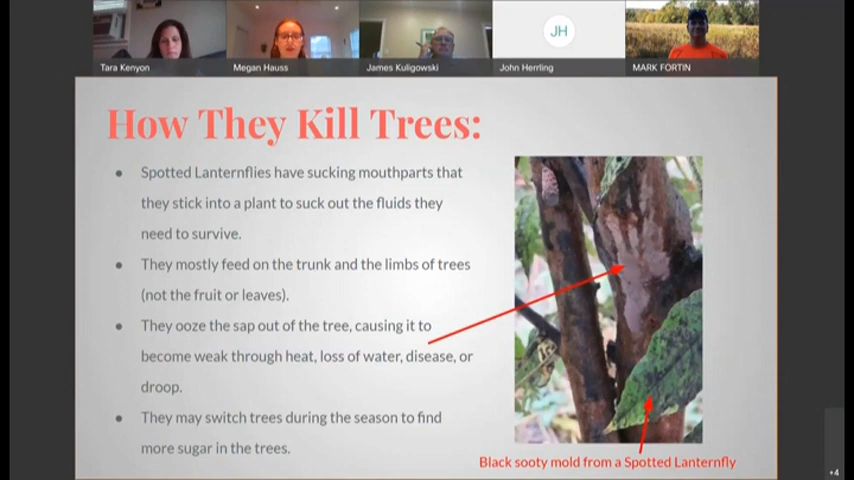 JH
Tara Kenyon
Megan Hauss
James Kuligowski
John Herrling
MARK FORTIN
How They Kill Trees:
• Spotted Lanternflies have sucking mouthparts that
they stick into a plant to suck out the fluids they
need to survive.
• They mostly feed on the trunk and the limbs of trees
(not the fruit or leaves).
• They ooze the sap out of the tree, causing it to
become weak through heat, loss of water, disease, or
droop.
• They may switch trees during the season to find
more sugar in the trees.
Black sooty mold from a Spotted Lanternfly
+4